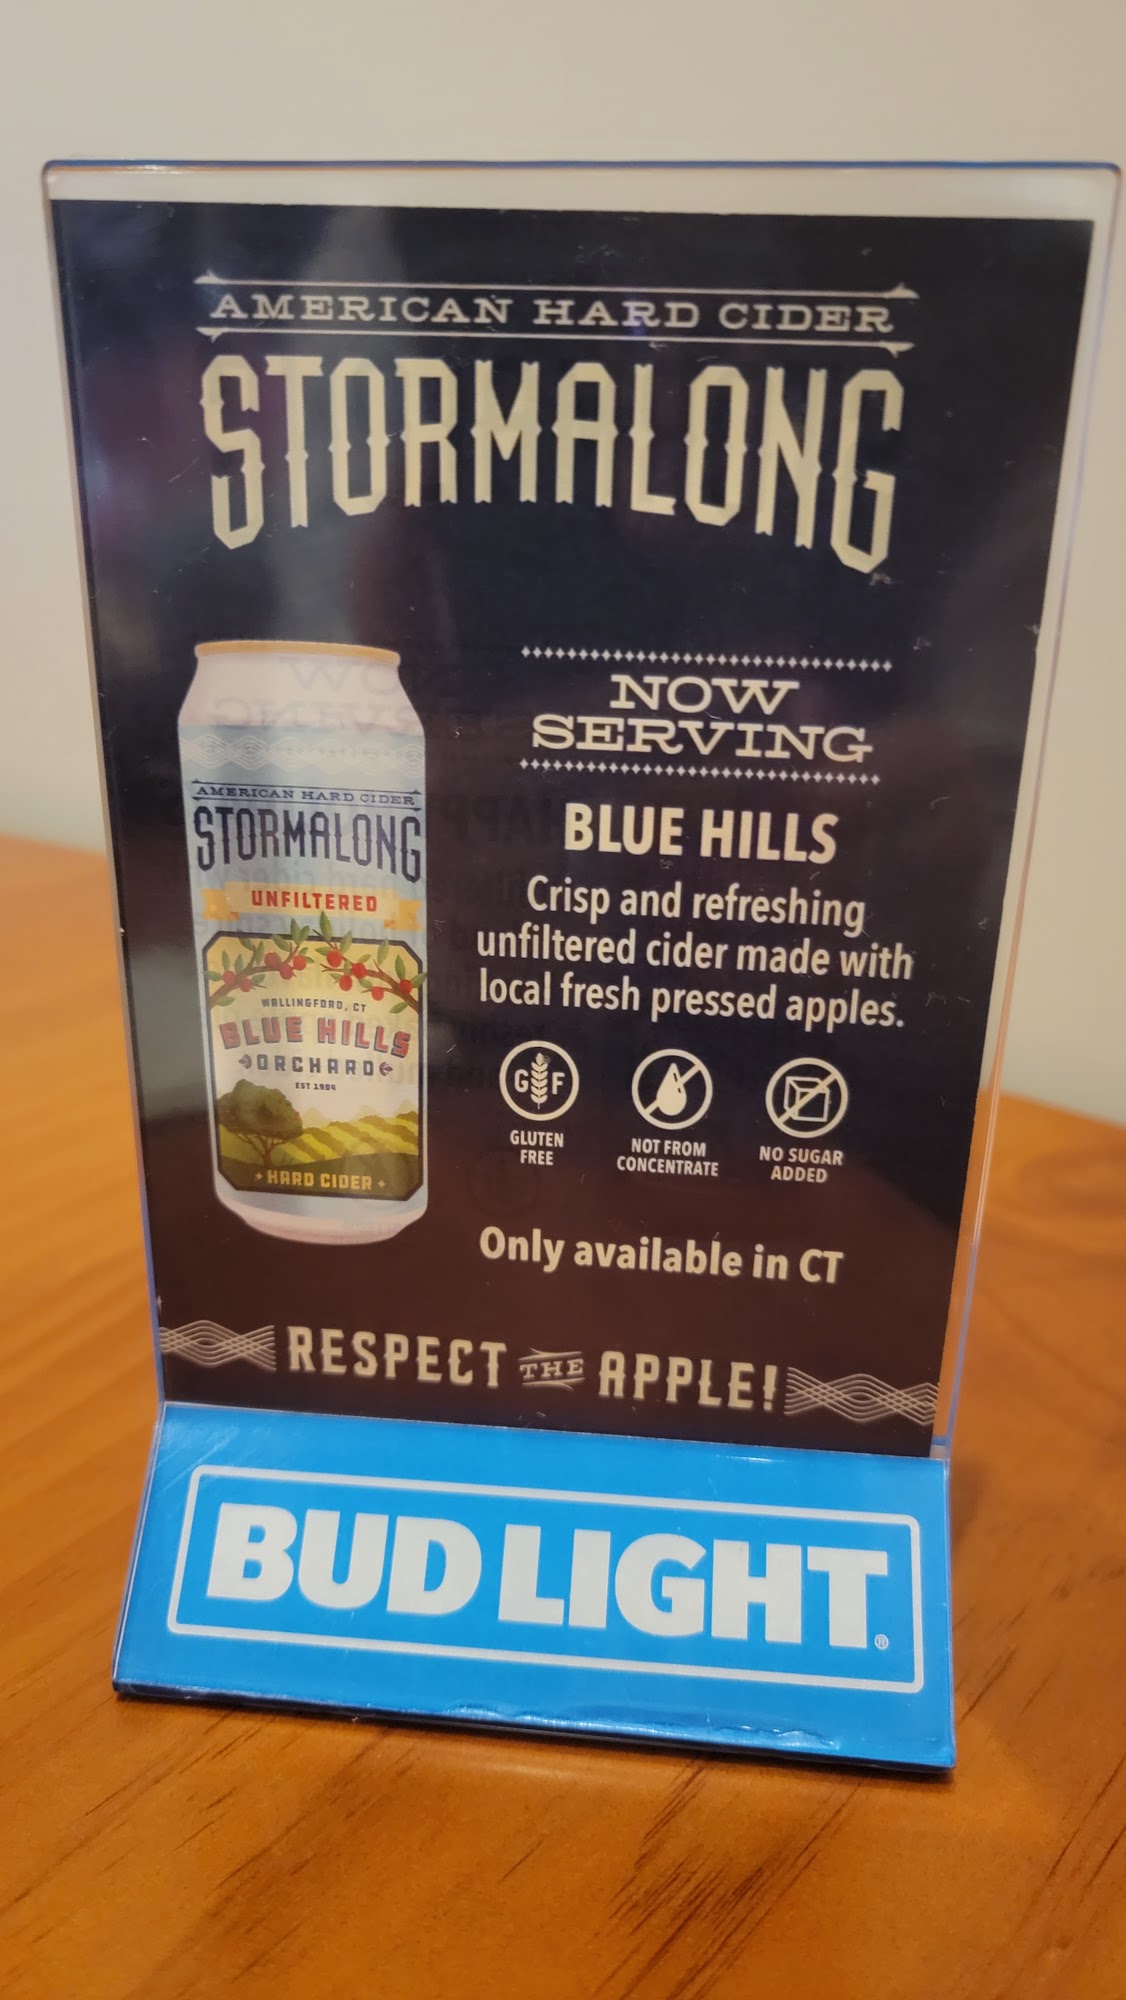 AMERICAN HARD CIDER
STORMALONG
NOW
SERVING
BLUE HILLS
Crisp and refreshing
unfiltered cider made with
local fresh pressed apples.
G F
GLUTEN
FREE
NOT FROM
CONCENTRATE
NO SUGAR
ADDED
Only available in CT
AMERICAN HARD CIDER
STORMALONG
UNFILTERED
WALLINGFORD, CT
BLUE HILLS
ORCHARD
EST 1904
HARD CIDER
RESPECT THE APPLE!
BUD LIGHT®